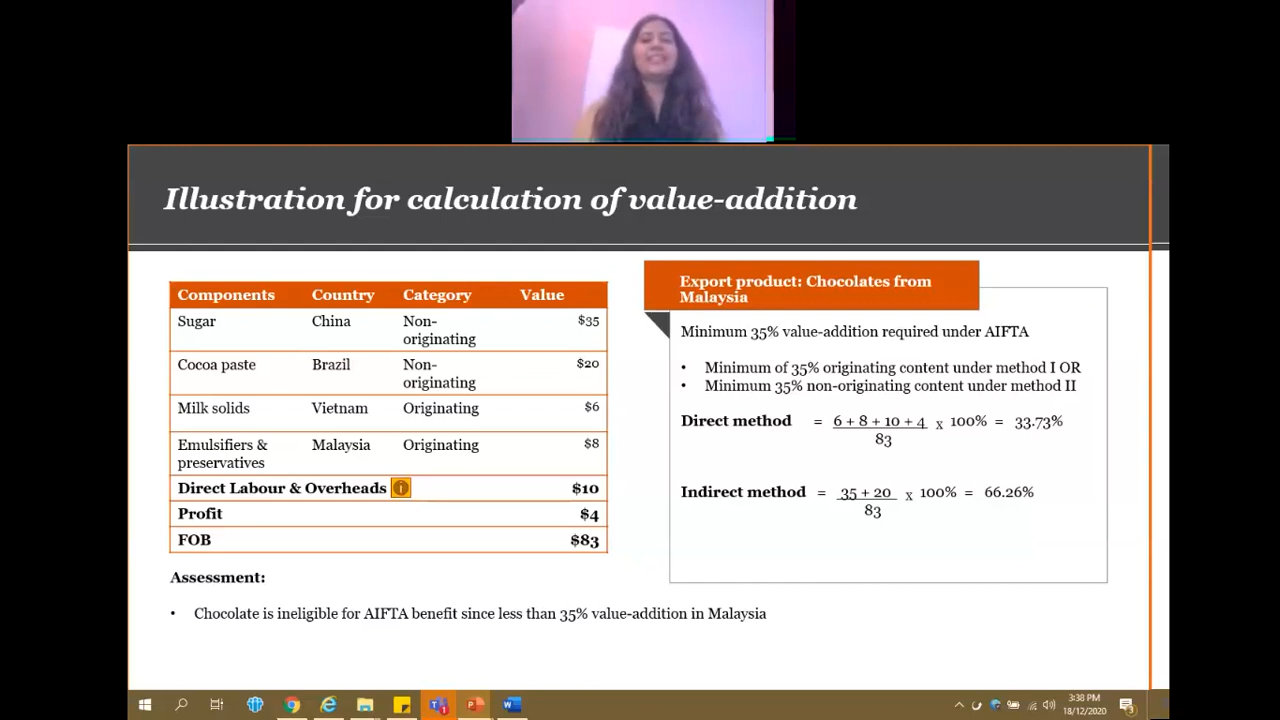 Illustration for calculation of value-addition
Components Country Category Value
Sugar China Non-originating $35
Cocoa paste Brazil Non-originating $20
Milk solids Vietnam Originating $6
Emulsifiers & preservatives Malaysia Originating $8
Direct Labour & Overheads $10
Profit $4
FOB $83
Assessment:
• Chocolate is ineligible for AIFTA benefit since less than 35% value-addition in Malaysia
Export product: Chocolates from
Malaysia
Minimum 35% value-addition required under AIFTA
• Minimum of 35% originating content under method I OR
• Minimum 35% non-originating content under method II
Direct method = 6 + 8 + 10 + 4 x 100% = 33.73%
83
Indirect method = 35 + 20 x 100% = 66.26%
83
3:38 PM
18/12/2020